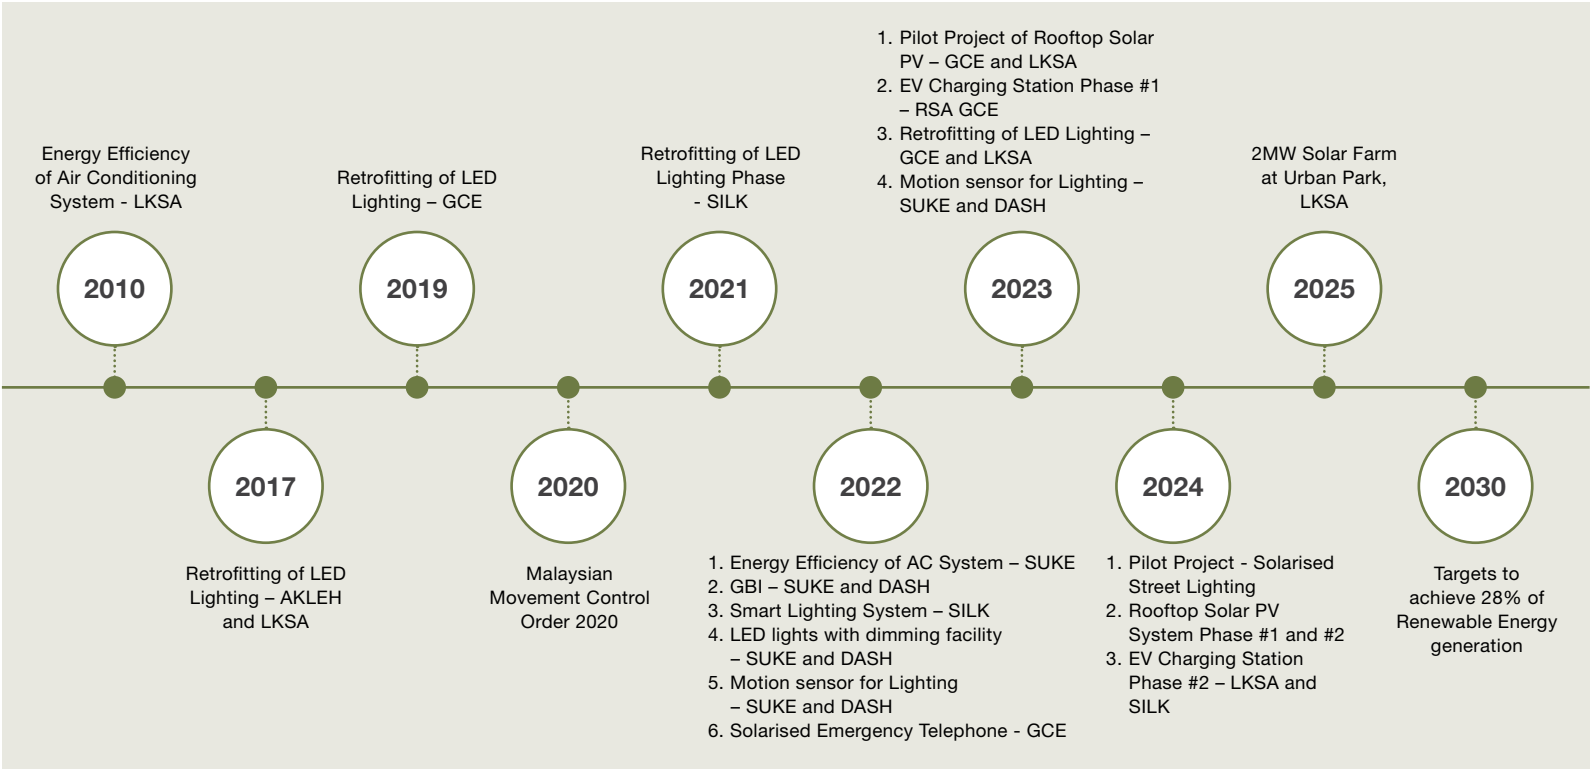 Energy Efficiency
of Air Conditioning
System - LKSA
2010
Retrofitting of LED
Lighting – AKLEH
and LKSA
2017
Retrofitting of LED
Lighting – GCE
2019
Malaysian
Movement Control
Order 2020
2020
Retrofitting of LED
Lighting Phase
- SILK
2021
2022
1. Energy Efficiency of AC System – SUKE
2. GBI – SUKE and DASH
3. Smart Lighting System – SILK
4. LED lights with dimming facility
– SUKE and DASH
5. Motion sensor for Lighting
– SUKE and DASH
6. Solarised Emergency Telephone - GCE
1. Pilot Project of Rooftop Solar
PV – GCE and LKSA
2. EV Charging Station Phase #1
– RSA GCE
3. Retrofitting of LED Lighting –
GCE and LKSA
4. Motion sensor for Lighting –
SUKE and DASH
2023
2024
1. Pilot Project - Solarised
Street Lighting
2. Rooftop Solar PV
System Phase #1 and #2
3. EV Charging Station
Phase #2 – LKSA and
SILK
2MW Solar Farm
at Urban Park,
LKSA
2025
2030
Targets to
achieve 28% of
Renewable Energy
generation